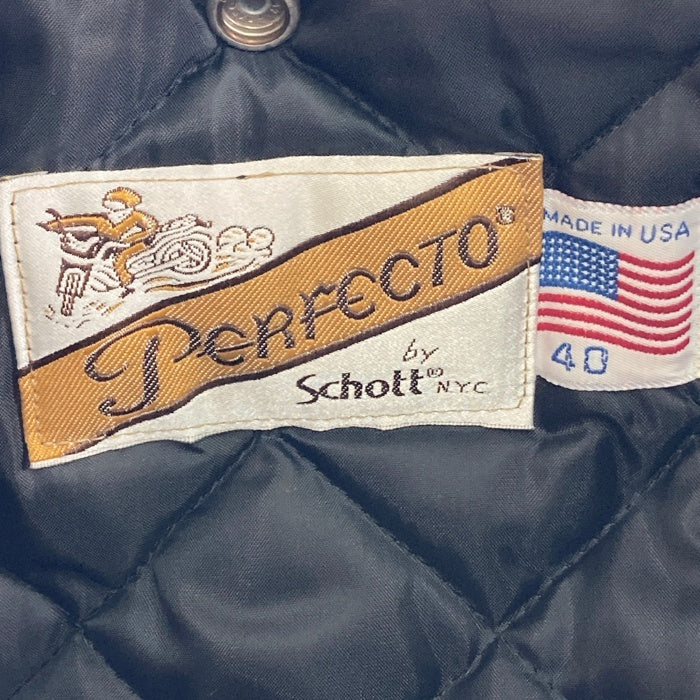 PERFECTO®
by
Schott® N.Y.C
MADE IN USA
40